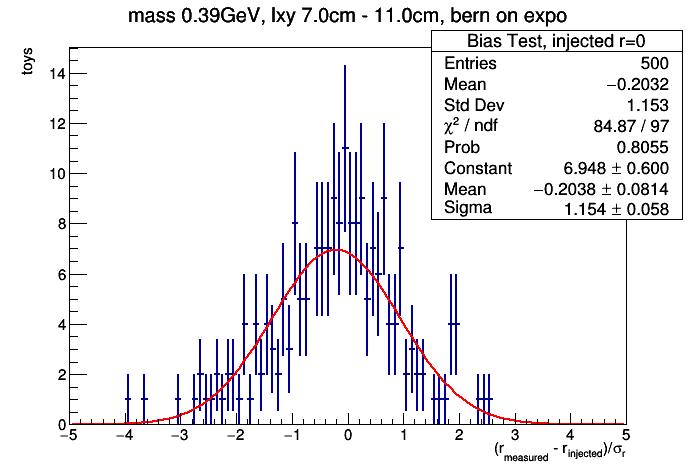 mass 0.39GeV, lxy 7.0cm - 11.0cm, bern on expo
Bias Test, injected r=0
Entries 500
Mean −0.2032
Std Dev 1.153
χ² / ndf 84.87 / 97
Prob 0.8055
Constant 6.948 ± 0.600
Mean −0.2038 ± 0.0814
Sigma 1.154 ± 0.058
toys
14
12
10
8
6
4
2
0
−5 −4 −3 −2 −1 0 1 2 3 4 5
(r_measured - r_injected)/σ_r